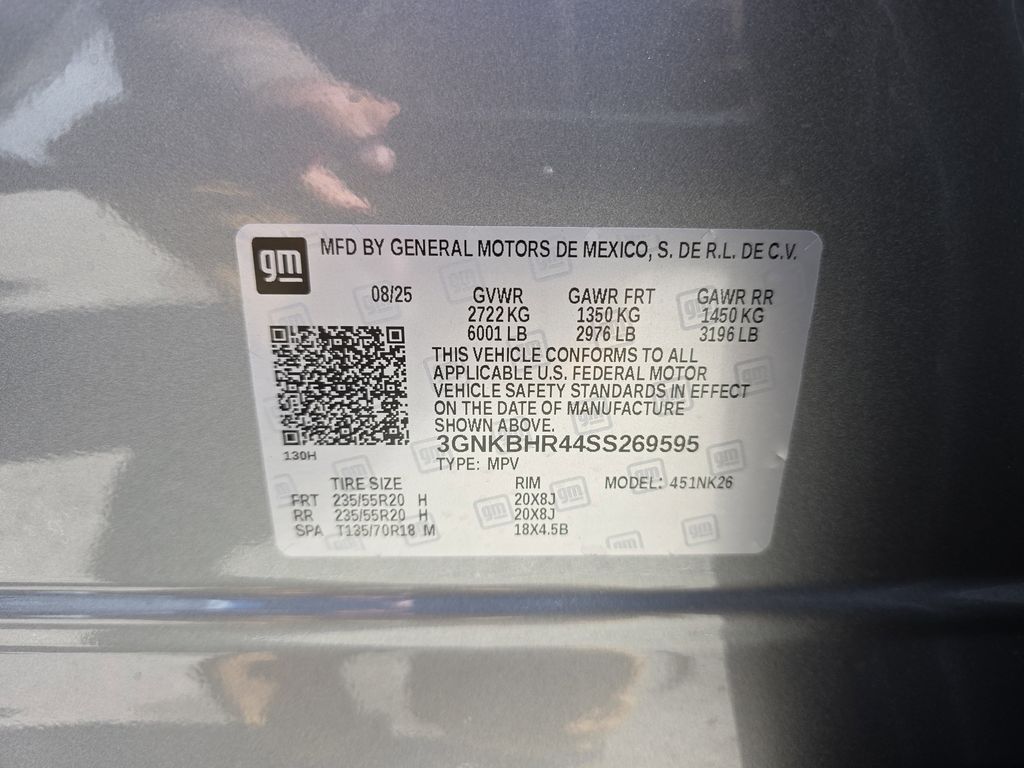 gm MFD BY GENERAL MOTORS DE MEXICO, S. DE R.L. DE C.V.
08/25 GVWR GAWR FRT GAWR RR
2722 KG 1350 KG 1450 KG
6001 LB 2976 LB 3196 LB
THIS VEHICLE CONFORMS TO ALL
APPLICABLE U.S. FEDERAL MOTOR
VEHICLE SAFETY STANDARDS IN EFFECT
ON THE DATE OF MANUFACTURE
SHOWN ABOVE.
3GNKBHR44SS269595
130H
TYPE: MPV
TIRE SIZE RIM MODEL: 451NK26
FRT 235/55R20 H 20X8J
RR 235/55R20 H 20X8J
SPA T135/70R18 M 18X4.5B